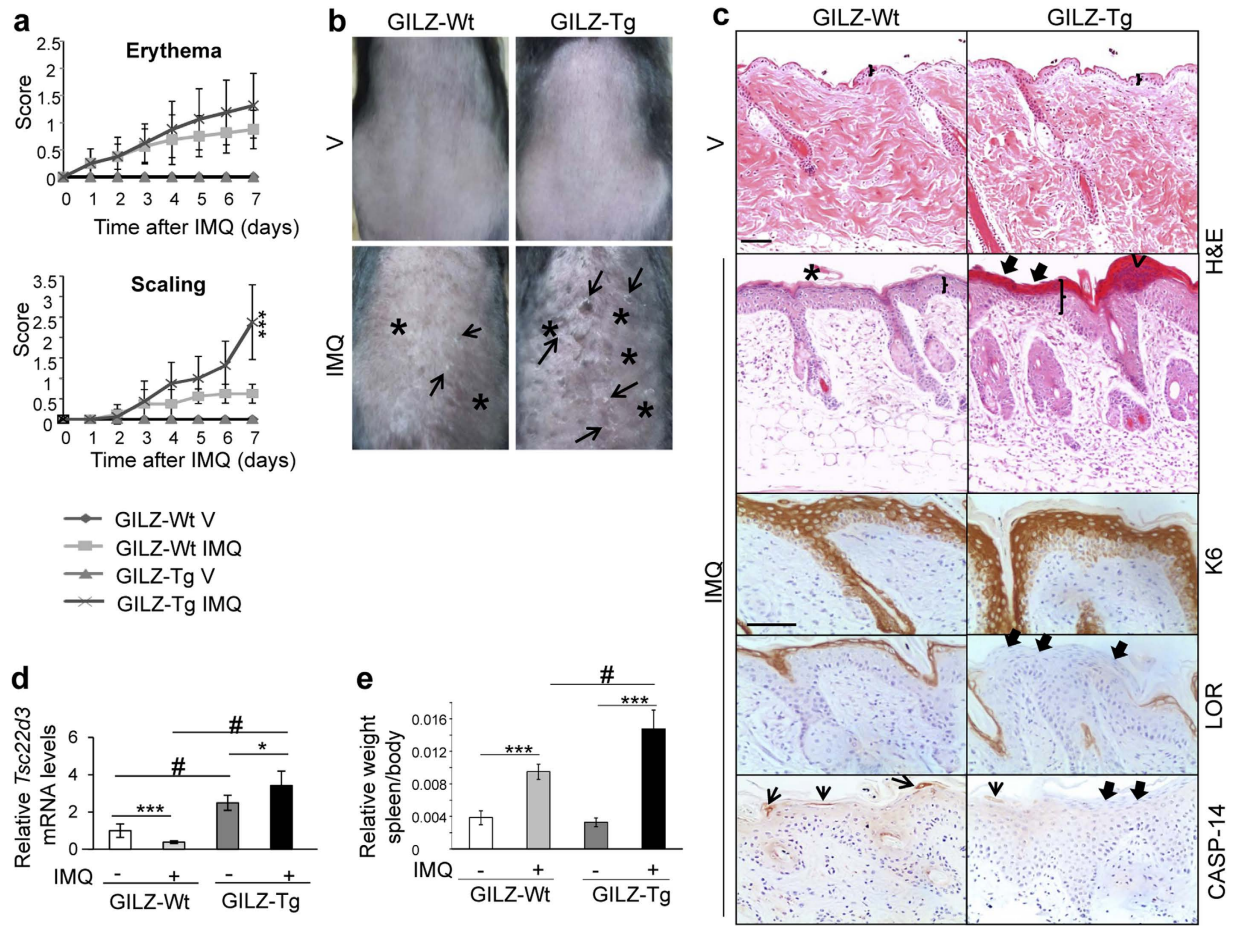 a
Erythema
2.5
2
1.5
1
0.5
0
Score
0 1 2 3 4 5 6 7
Time after IMQ (days)
Scaling
3.5
3
2.5
2
1.5
1
0.5
0
Score
***
0 1 2 3 4 5 6 7
Time after IMQ (days)
GILZ-Wt V
GILZ-Wt IMQ
GILZ-Tg V
GILZ-Tg IMQ
b
GILZ-Wt GILZ-Tg
V
IMQ
* *
* * * *
c
GILZ-Wt GILZ-Tg
V
IMQ
*
H&E
K6
LOR
CASP-14
d
Relative Tsc22d3
mRNA levels
6
4
2
0
***
#
#
*
IMQ - + - +
GILZ-Wt GILZ-Tg
e
Relative weight
spleen/body
0.016
0.012
0.008
0.004
0
***
#
***
IMQ - + - +
GILZ-Wt GILZ-Tg